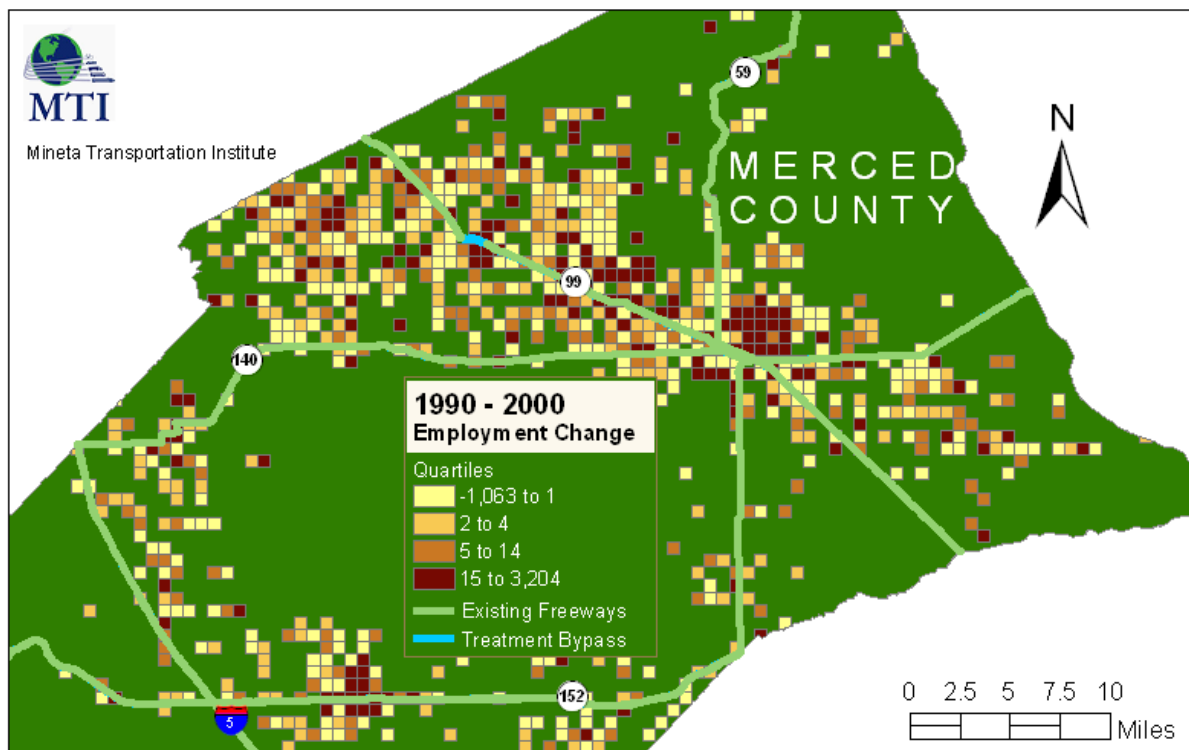 MTI
Mineta Transportation Institute
59
N
MERCED
COUNTY
99
140
1990 - 2000
Employment Change
Quartiles
-1,063 to 1
2 to 4
5 to 14
15 to 3,204
Existing Freeways
Treatment Bypass
152
5
0 2.5 5 7.5 10
Miles